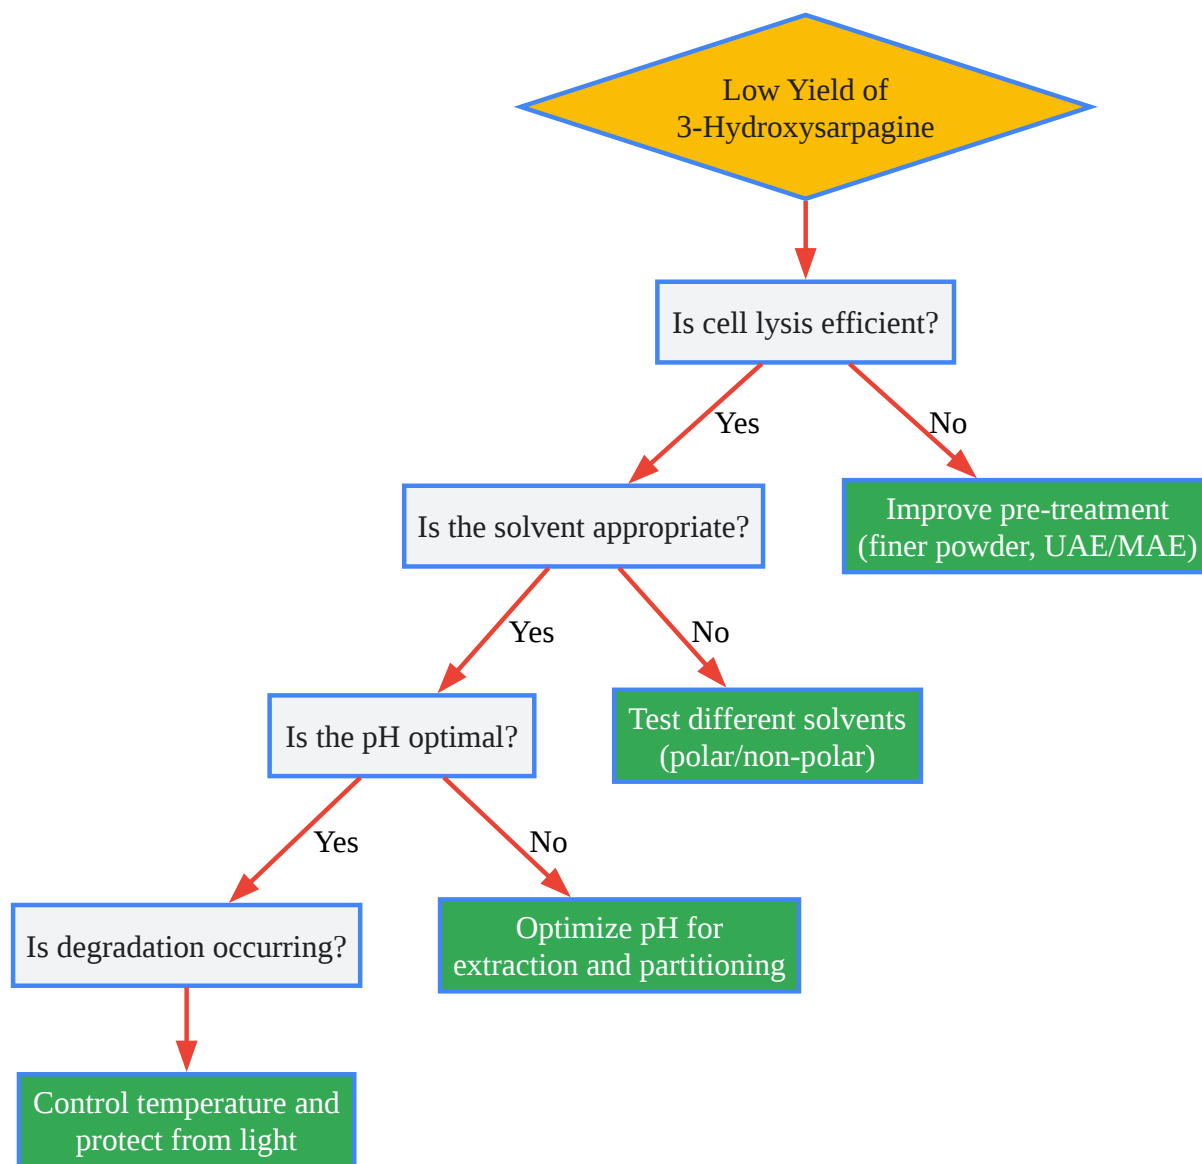 Low Yield of
3-Hydroxysarpagine
Is cell lysis efficient?
Yes
No
Is the solvent appropriate?
Improve pre-treatment
(finer powder, UAE/MAE)
Yes
No
Is the pH optimal?
Test different solvents
(polar/non-polar)
Yes
No
Is degradation occurring?
Optimize pH for
extraction and partitioning
Control temperature and
protect from light